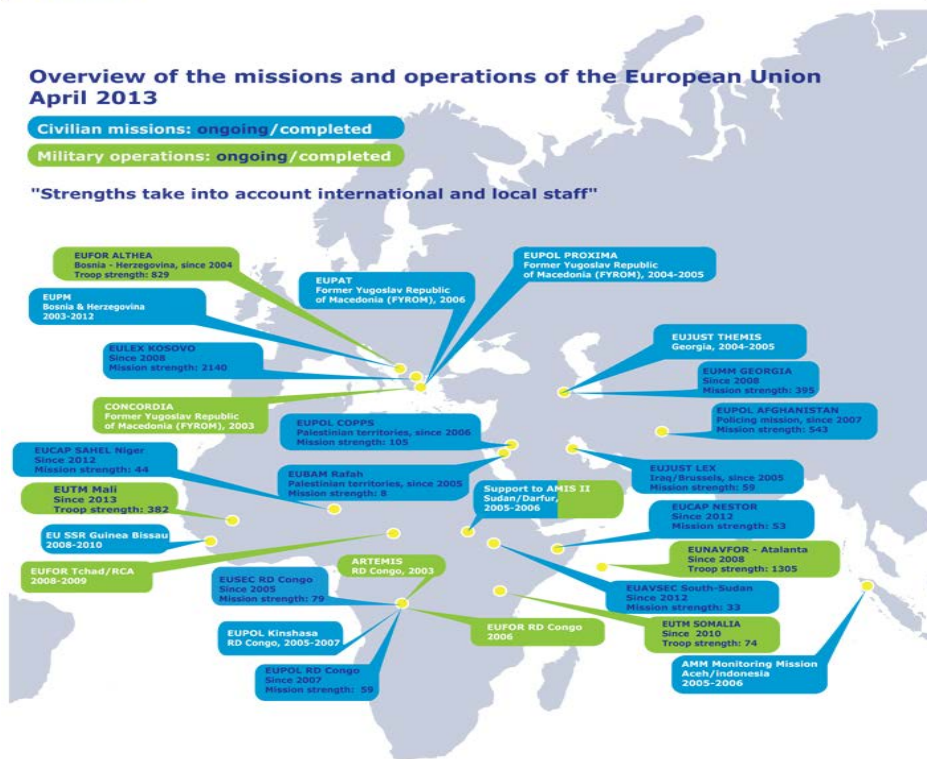 Overview of the missions and operations of the European Union
April 2013
Civilian missions: ongoing/completed
Military operations: ongoing/completed
"Strengths take into account international and local staff"
EUFOR ALTHEA
Bosnia - Herzegovina, since 2004
Troop strength: 829
EUPAT
Former Yugoslav Republic
of Macedonia (FYROM), 2006
EUPOL PROXIMA
Former Yugoslav Republic
of Macedonia (FYROM), 2004-2005
EUPM
Bosnia & Herzegovina
2003-2012
EULEX KOSOVO
Since 2008
Mission strength: 2140
EUJUST THEMIS
Georgia, 2004-2005
EUMM GEORGIA
Since 2008
Mission strength: 395
CONCORDIA
Former Yugoslav Republic
of Macedonia (FYROM), 2003
EUPOL COPPS
Palestinian territories, since 2006
Mission strength: 105
EUPOL AFGHANISTAN
Policing mission, since 2007
Mission strength: 543
EUCAP SAHEL Niger
Since 2012
Mission strength: 44
EUBAM Rafah
Palestinian territories, since 2005
Mission strength: 8
EUJUST LEX
Iraq/Brussels, since 2005
Mission strength: 59
EUTM Mali
Since 2013
Troop strength: 382
Support to AMIS II
Sudan/Darfur,
2005-2006
EUCAP NESTOR
Since 2012
Mission strength: 53
EU SSR Guinea Bissau
2008-2010
EUNAVFOR - Atalanta
Since 2008
Troop strength: 1305
EUFOR Tchad/RCA
2008-2009
ARTEMIS
RD Congo, 2003
EUSEC RD Congo
Since 2005
Mission strength: 79
EUAVSEC South-Sudan
Since 2012
Mission strength: 33
EUPOL Kinshasa
RD Congo, 2005-2007
EUFOR RD Congo
2006
EUTM SOMALIA
Since 2010
Troop strength: 74
EUPOL RD Congo
Since 2007
Mission strength: 59
AMM Monitoring Mission
Aceh/indonesia
2005-2006